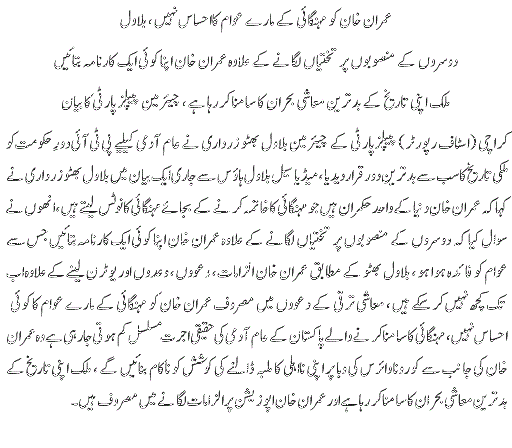 عمران خان کو مہنگائی کے مارے عوام کا احساس نہیں، بلاول
دوسروں کے منصوبوں پر تختیاں لگانے کے علاوہ عمران خان اپنا کوئی ایک کارنامہ بتائیں
ملک اپنی تاریخ کے بدترین معاشی بحران کا سامنا کر رہا ہے، چیئرمین پیپلز پارٹی کا بیان
کراچی (اسٹاف رپورٹر) پیپلز پارٹی کے چیئرمین بلاول بھٹو زرداری نے عام آدمی کیلئے پی ٹی آئی دور حکومت کو
ملکی تاریخ کا سب سے بدترین دور قرار دیدیا، میڈیا سیل بلاول ہاؤس سے جاری ایک بیان میں بلاول بھٹو زرداری نے
کہا کہ عمران خان دنیا کے واحد حکمران ہیں جو مہنگائی کا خاتمہ کرنے کے بجائے مہنگائی کا نوٹس لیتے ہیں، انھوں نے
سوال کیا کہ دوسروں کے منصوبوں پر تختیاں لگانے کے علاوہ عمران خان اپنا کوئی ایک کارنامہ بتائیں جس سے
عوام کو فائدہ ہوا ہو، بلاول بھٹو کے مطابق عمران خان الزامات، دعووں، وعدوں اور یوٹرن لینے کے علاوہ اب
تک کچھ نہیں کر سکے ہیں، معاشی ترقی کے دعووں میں مصروف عمران خان کو مہنگائی کے مارے عوام کا کوئی
احساس نہیں، مہنگائی کا سامنا کرنے والے پاکستان کے عام آدمی کی حقیقی اجرت مسلسل کم ہوتی جا رہی ہے وہ عمران
خان کی جانب سے کورونا وائرس کی وبا پر اپنی نااہلی کا ملبہ ڈالنے کی کوشش کو ناکام بنائیں گے، ملک اپنی تاریخ کے
بدترین معاشی بحران کا سامنا کر رہا ہے اور عمران خان اپوزیشن پر الزامات لگانے میں مصروف ہیں۔